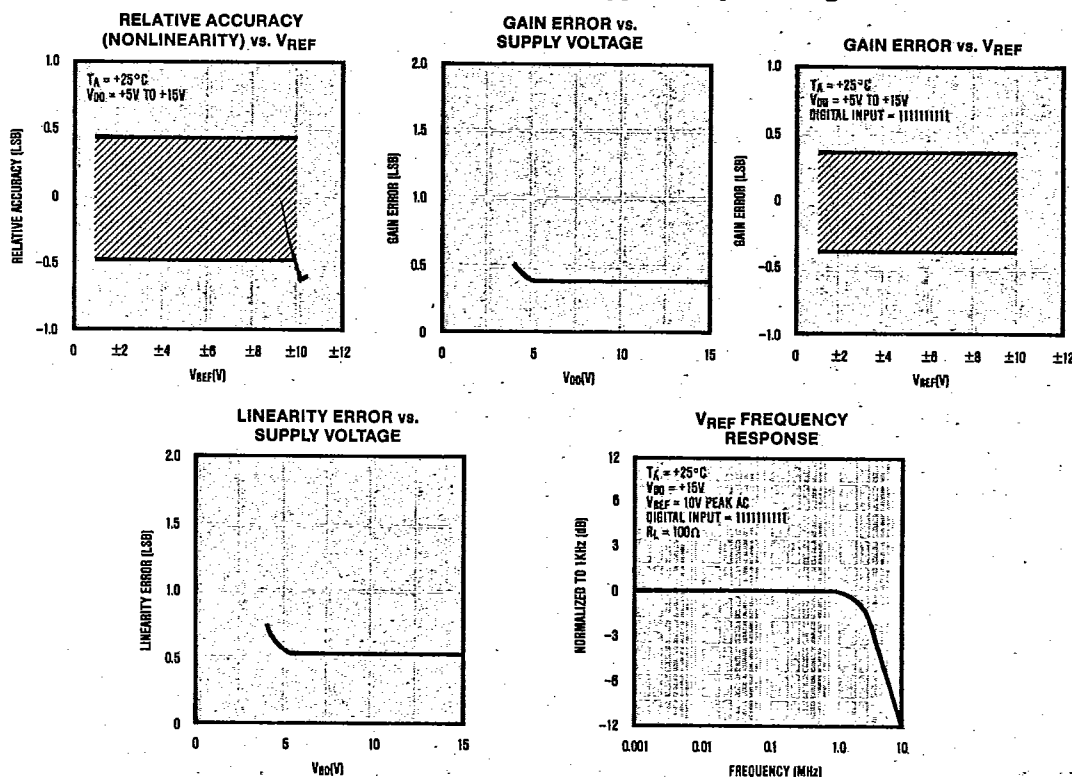 RELATIVE ACCURACY
(NONLINEARITY) vs. VREF
1.0
0.5
0
-0.5
-1.0
RELATIVE ACCURACY (LSB)
TA = +25°C
VDD = +5V TO +15V
0 ±2 ±4 ±6 ±8 ±10 ±12
VREF(V)
GAIN ERROR vs.
SUPPLY VOLTAGE
2.0
1.5
1.0
0.5
0
GAIN ERROR (LSB)
0 5 10 15
VDD(V)
GAIN ERROR vs. VREF
1.0
0.5
0
-0.5
-1.0
GAIN ERROR (LSB)
TA = +25°C
VDD = +5V TO +15V
DIGITAL INPUT = 1111111111
0 ±2 ±4 ±6 ±8 ±10 ±12
VREF(V)
LINEARITY ERROR vs.
SUPPLY VOLTAGE
2.0
1.5
1.0
0.5
0
LINEARITY ERROR (LSB)
0 5 10 15
VDD(V)
VREF FREQUENCY
RESPONSE
12
6
3
0
-3
-6
-12
NORMALIZED TO 1KHz (dB)
TA = +25°C
VDD = +15V
VREF = 10V PEAK AC
DIGITAL INPUT = 1111111111
RL = 100Ω
0.001 0.01 0.1 1.0 10
FREQUENCY (MHz)